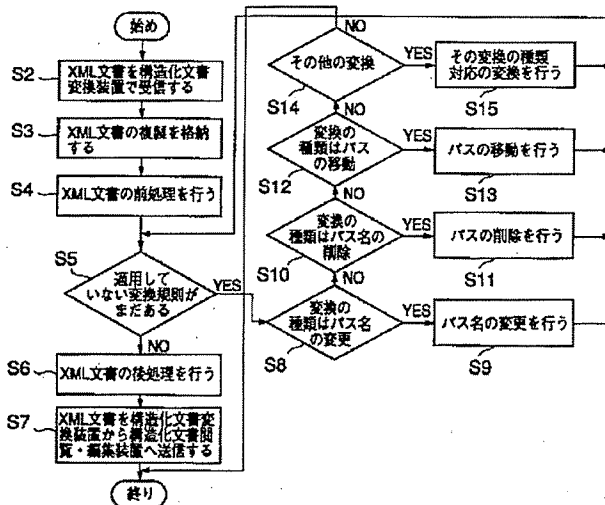 始め
S2
XML文書を構造化文書
変換装置で受信する
S3
XML文書の複製を格納
する
S4
XML文書の前処理を行う
S5
適用して
いない変換規則が
まだある
YES
NO
S6
XML文書の後処理を行う
S7
XML文書を構造化文書変
換装置から構造化文書閲
覧・編集装置へ送信する
終り
NO
その他の変換
YES
S14
その変換の種類
対応の変換を行う
S15
NO
変換の
種類はパス
の移動
YES
S12
パスの移動を行う
S13
NO
変換の
種類はパス名の
削除
YES
S10
パスの削除を行う
S11
NO
変換の
種類はパス名
の変更
YES
S8
パス名の変更を行う
S9